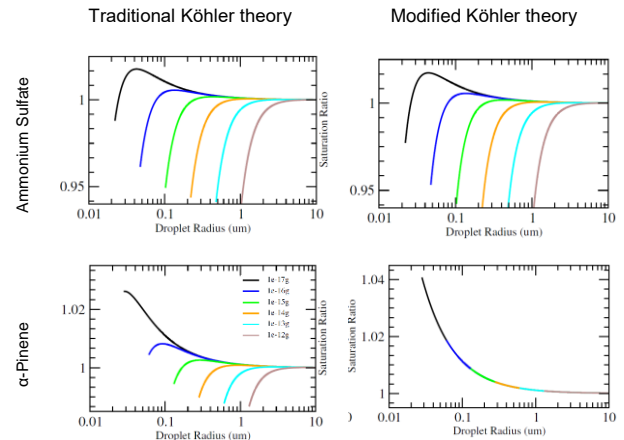 Traditional Köhler theory
Modified Köhler theory
Ammonium Sulfate
1
0.95
0.01
0.1
1
10
Droplet Radius (um)
Saturation Ratio
1
0.95
0.01
0.1
1
10
Droplet Radius (um)
α-Pinene
1.02
1
0.01
0.1
1
10
Droplet Radius (um)
1e-17g
1e-16g
1e-15g
1e-14g
1e-13g
1e-12g
Saturation Ratio
1.04
1.02
1
0.01
0.1
1
10
Droplet Radius (um)
Saturation Ratio
)